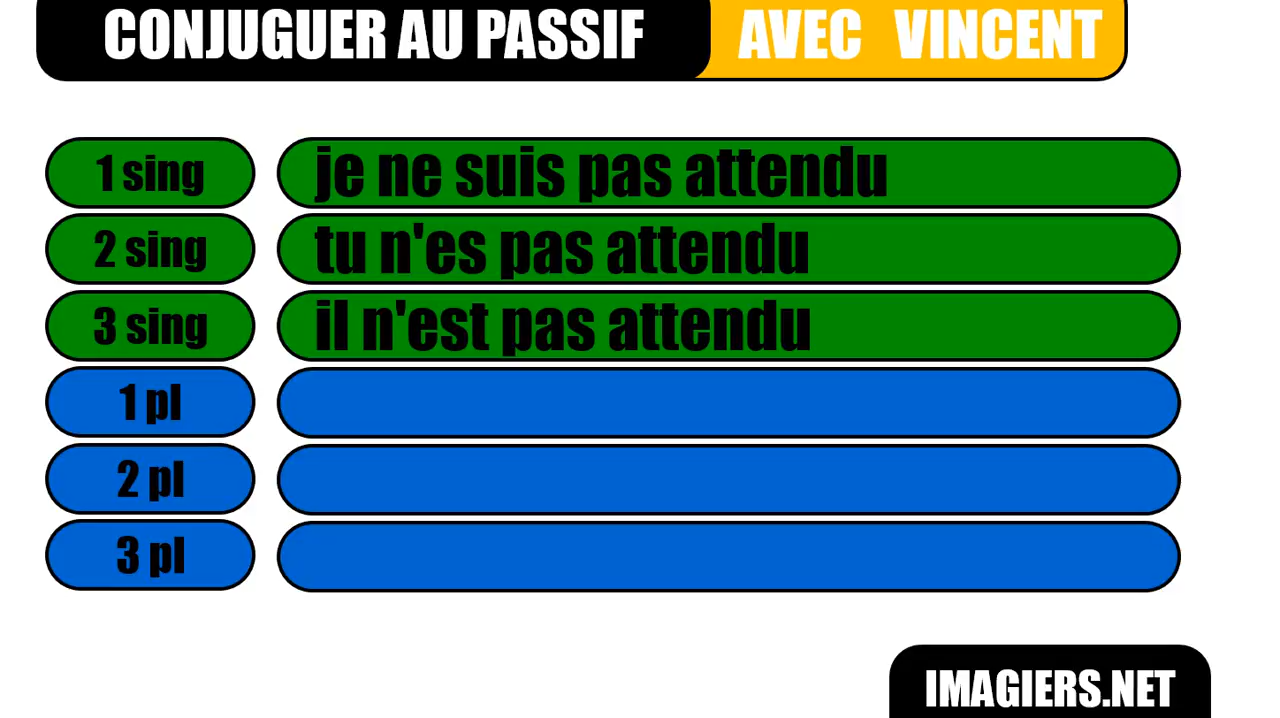 CONJUGUER AU PASSIF AVEC VINCENT
1 sing je ne suis pas attendu
2 sing tu n'es pas attendu
3 sing il n'est pas attendu
1 pl
2 pl
3 pl
IMAGIERS.NET